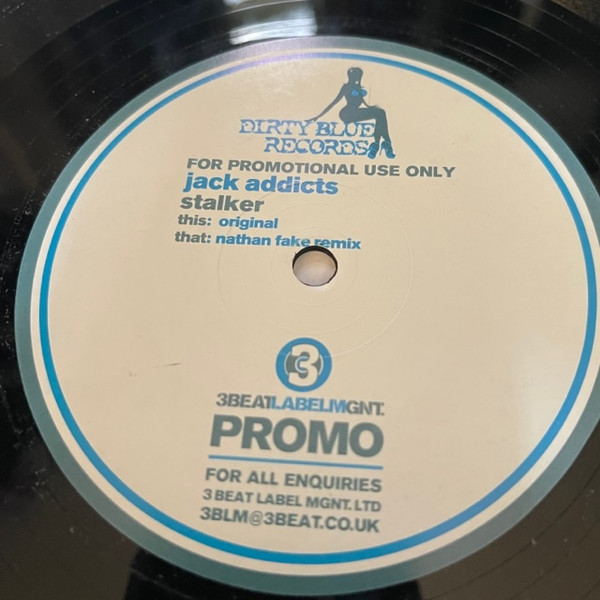 DIRTY BLUE
RECORDS
FOR PROMOTIONAL USE ONLY
jack addicts
stalker
this: original
that: nathan fake remix
3
3BEATLABELMGNT.
PROMO
FOR ALL ENQUIRIES
3 BEAT LABEL MGNT. LTD
3BLM@3BEAT.CO.UK